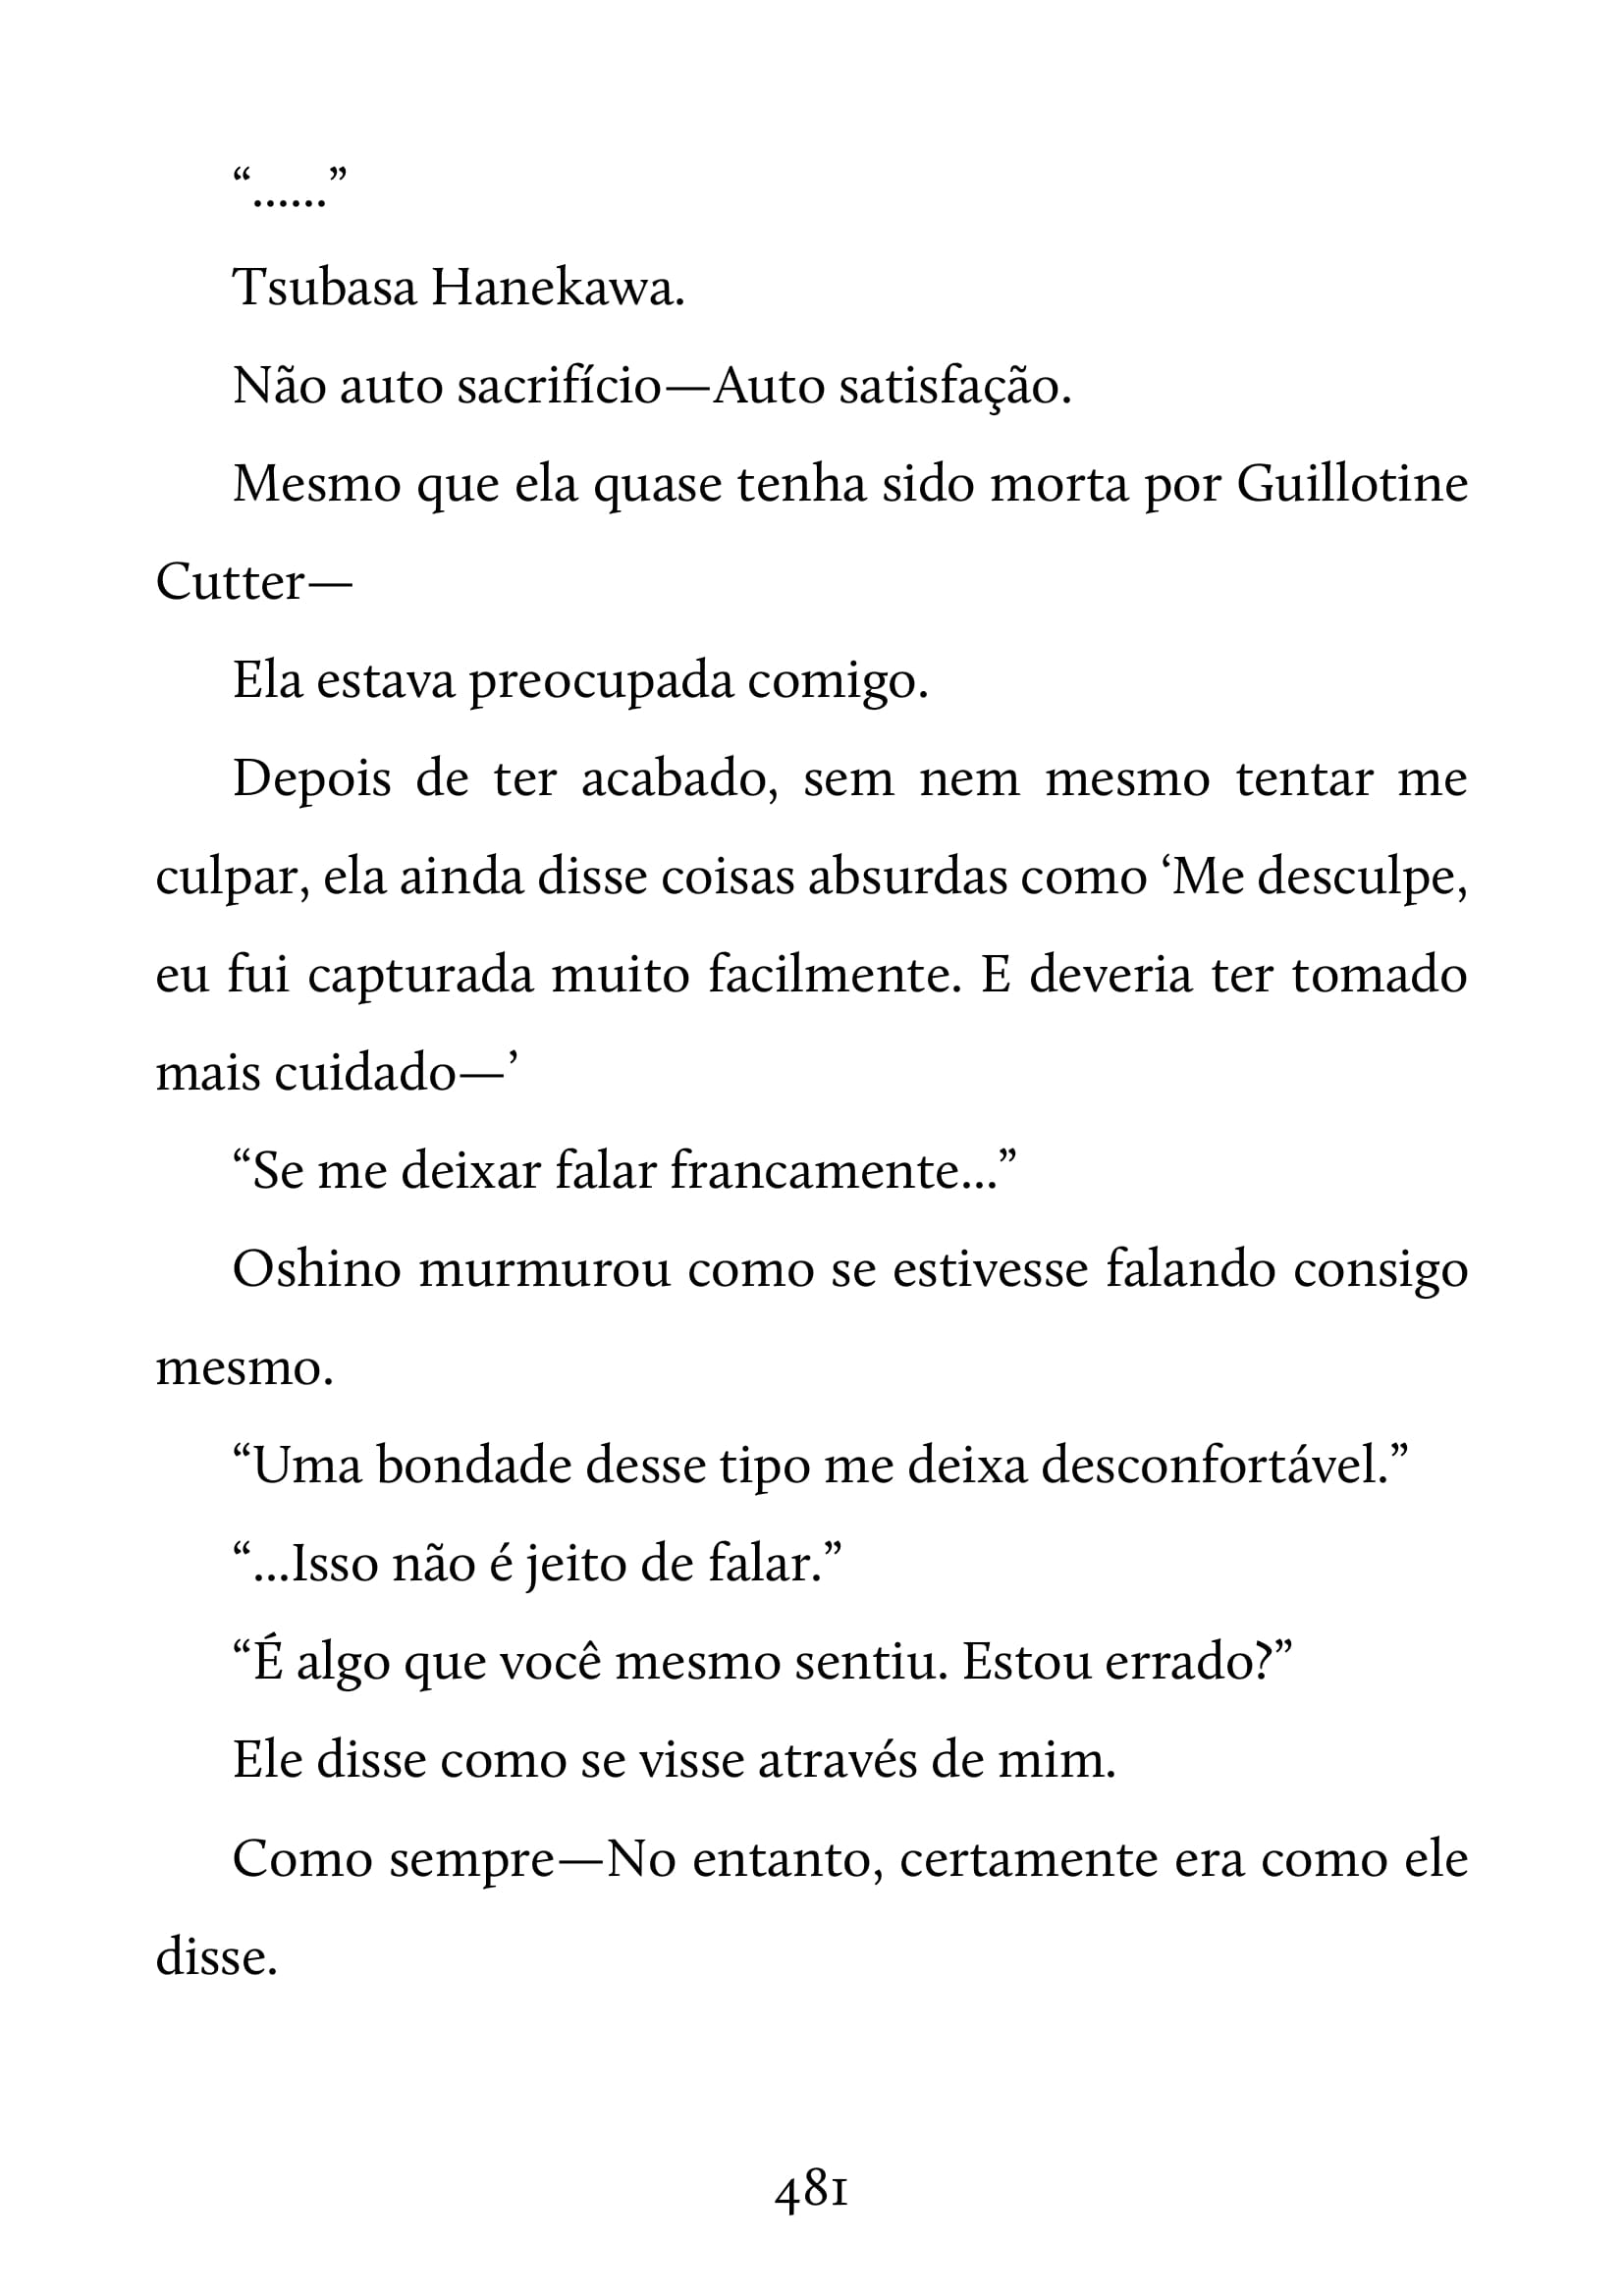 “......”
Tsubasa Hanekawa.
Não auto sacrifício—Auto satisfação.
Mesmo que ela quase tenha sido morta por Guillotine
Cutter—
Ela estava preocupada comigo.
Depois de ter acabado, sem nem mesmo tentar me
culpar, ela ainda disse coisas absurdas como ‘Me desculpe,
eu fui capturada muito facilmente. E deveria ter tomado
mais cuidado—’
“Se me deixar falar francamente...”
Oshino murmurou como se estivesse falando consigo
mesmo.
“Uma bondade desse tipo me deixa desconfortável.”
“...Isso não é jeito de falar.”
“É algo que você mesmo sentiu. Estou errado?”
Ele disse como se visse através de mim.
Como sempre—No entanto, certamente era como ele
disse.
481